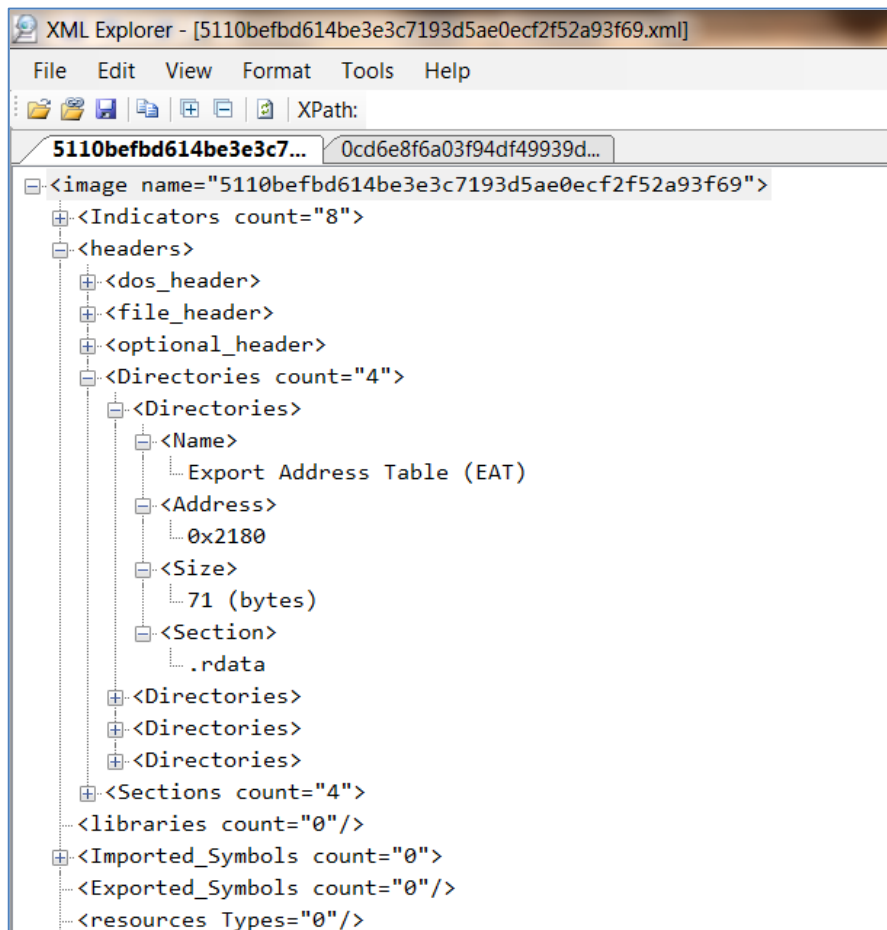 XML Explorer - [5110befbd614be3e3c7193d5ae0ecf2f52a93f69.xml]
File Edit View Format Tools Help
XPath:
5110befbd614be3e3c7... 0cd6e8f6a03f94df49939d...
<image name="5110befbd614be3e3c7193d5ae0ecf2f52a93f69">
<Indicators count="8">
<headers>
<dos_header>
<file_header>
<optional_header>
<Directories count="4">
<Directories>
<Name>
Export Address Table (EAT)
<Address>
0x2180
<Size>
71 (bytes)
<Section>
.rdata
<Directories>
<Directories>
<Directories>
<Sections count="4">
<libraries count="0"/>
<Imported_Symbols count="0">
<Exported_Symbols count="0"/>
<resources Types="0"/>